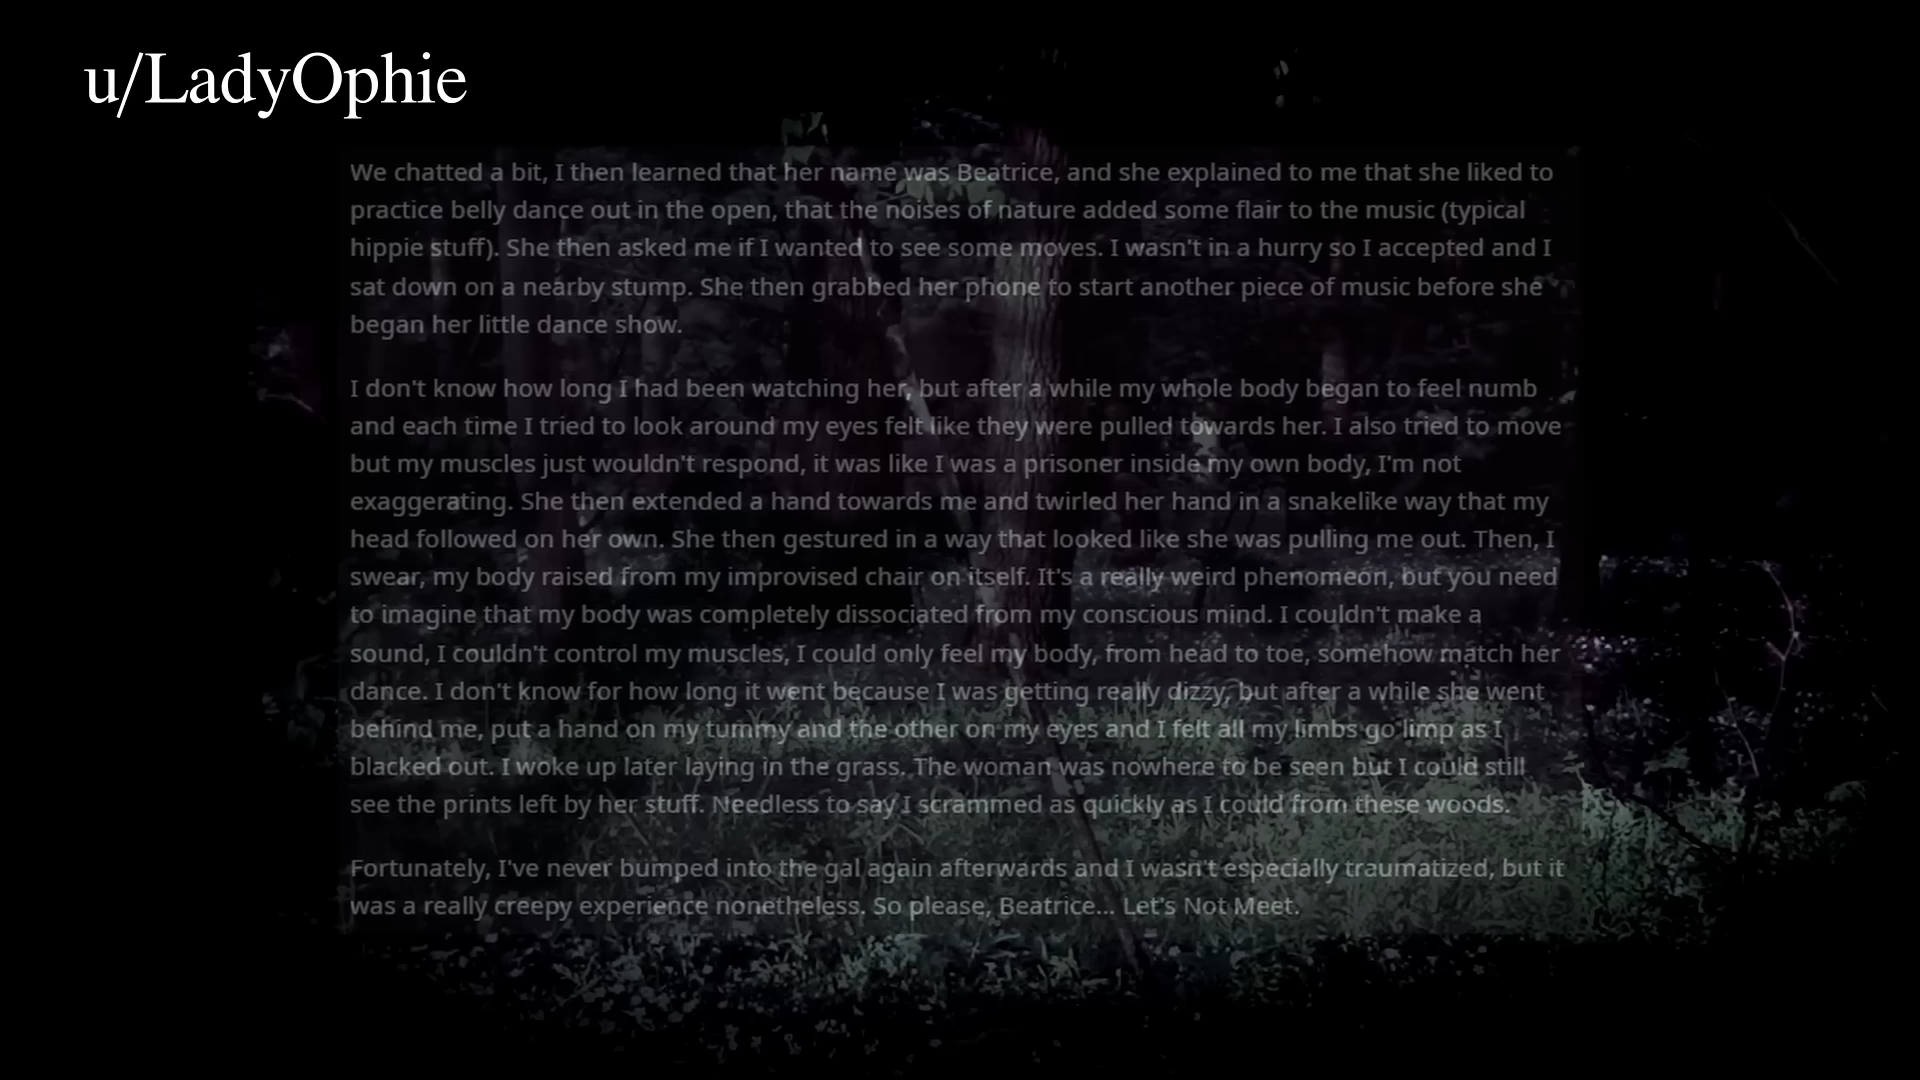 u/LadyOphie
We chatted a bit, I then learned that her name was Beatrice, and she explained to me that she liked to
practice belly dance out in the open, that the noises of nature added some flair to the music (typical
hippie stuff). She then asked me if I wanted to see some moves. I wasn't in a hurry so I accepted and I
sat down on a nearby stump. She then grabbed her phone to start another piece of music before she
began her little dance show.
I don't know how long I had been watching her, but after a while my whole body began to feel numb
and each time I tried to look around my eyes felt like they were pulled towards her. I also tried to move
but my muscles just wouldn't respond, it was like I was a prisoner inside my own body, I'm not
exaggerating. She then extended a hand towards me and twirled her hand in a snakelike way that my
head followed on her own. She then gestured in a way that looked like she was pulling me out. Then, I
swear, my body raised from my improvised chair on itself. It's a really weird phenomeon, but you need
to imagine that my body was completely dissociated from my conscious mind. I couldn't make a
sound, I couldn't control my muscles, I could only feel my body, from head to toe, somehow match her
dance. I don't know for how long it went because I was getting really dizzy, but after a while she went
behind me, put a hand on my tummy and the other on my eyes and I felt all my limbs go limp as I
blacked out. I woke up later laying in the grass. The woman was nowhere to be seen but I could still
see the prints left by her stuff. Needless to say I scrammed as quickly as I could from these woods.
Fortunately, I've never bumped into the gal again afterwards and I wasn't especially traumatized, but it
was a really creepy experience nonetheless. So please, Beatrice... Let's Not Meet.